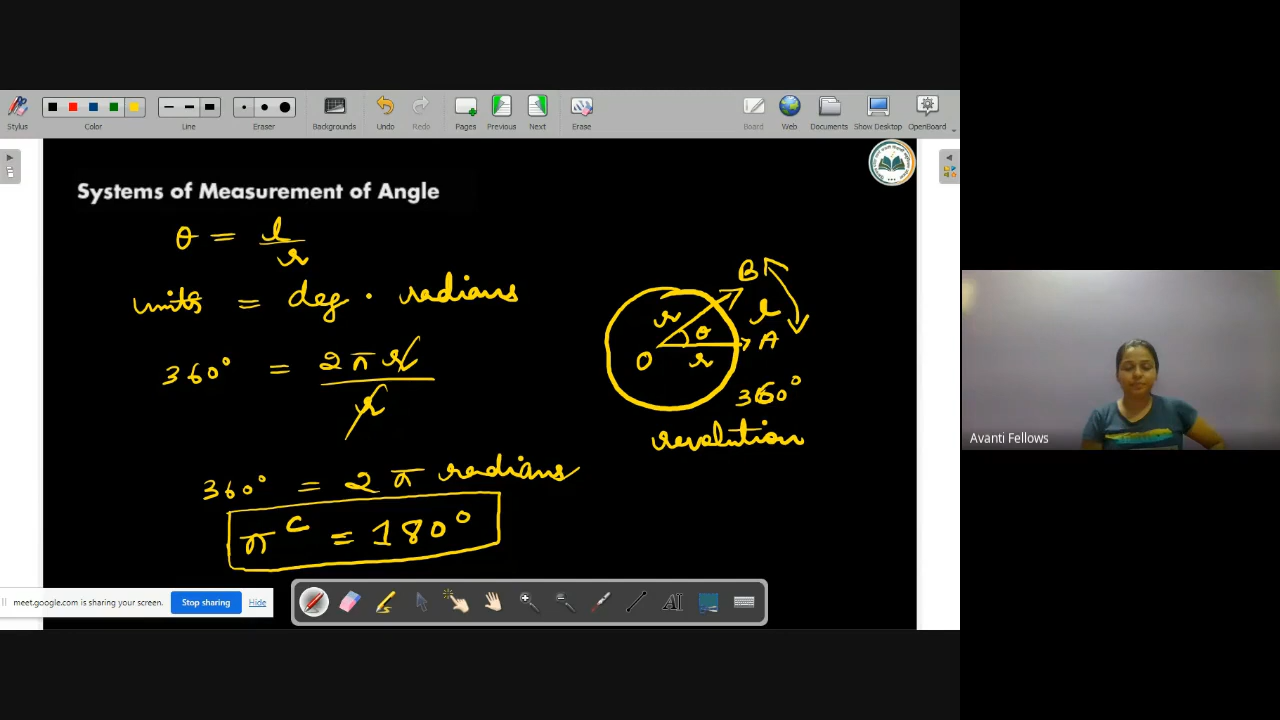 Stylus
Color
Line
Eraser
Backgrounds
Undo
Redo
Pages
Previous
Next
Erase
Board
Web
Documents
Show Desktop
OpenBoard
Systems of Measurement of Angle
θ = l/r
units = deg · radians
360° = 2πr/r
360° = 2π radians
π^c = 180°
B
r
θ
l
O
r
A
360°
revolution
Avanti Fellows
meet.google.com is sharing your screen.
Stop sharing
Hide
AI